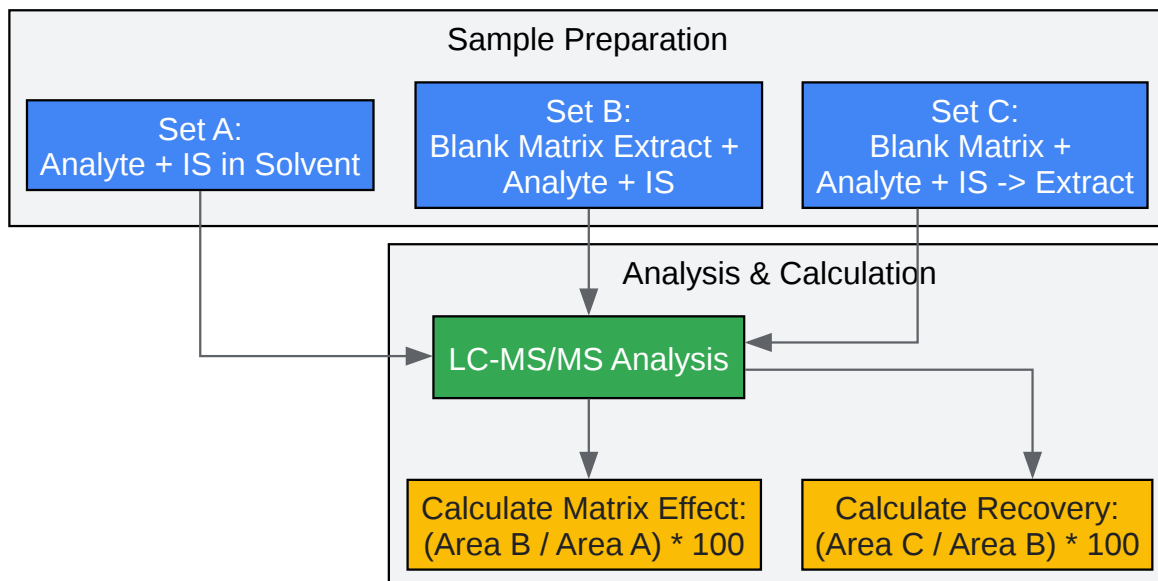 Sample Preparation
Set A:
Analyte + IS in Solvent
Set B:
Blank Matrix Extract +
Analyte + IS
Set C:
Blank Matrix +
Analyte + IS -> Extract
Analysis & Calculation
LC-MS/MS Analysis
Calculate Matrix Effect:
(Area B / Area A) * 100
Calculate Recovery:
(Area C / Area B) * 100